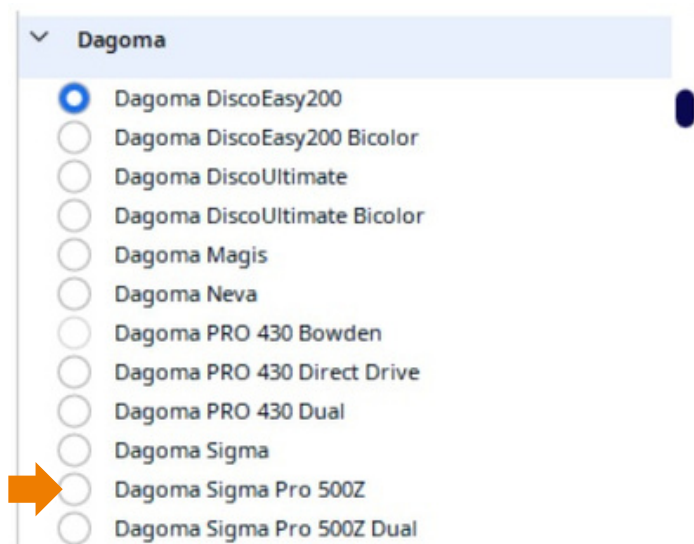 Dagoma
Dagoma DiscoEasy200
Dagoma DiscoEasy200 Bicolor
Dagoma DiscoUltimate
Dagoma DiscoUltimate Bicolor
Dagoma Magis
Dagoma Neva
Dagoma PRO 430 Bowden
Dagoma PRO 430 Direct Drive
Dagoma PRO 430 Dual
Dagoma Sigma
Dagoma Sigma Pro 500Z
Dagoma Sigma Pro 500Z Dual